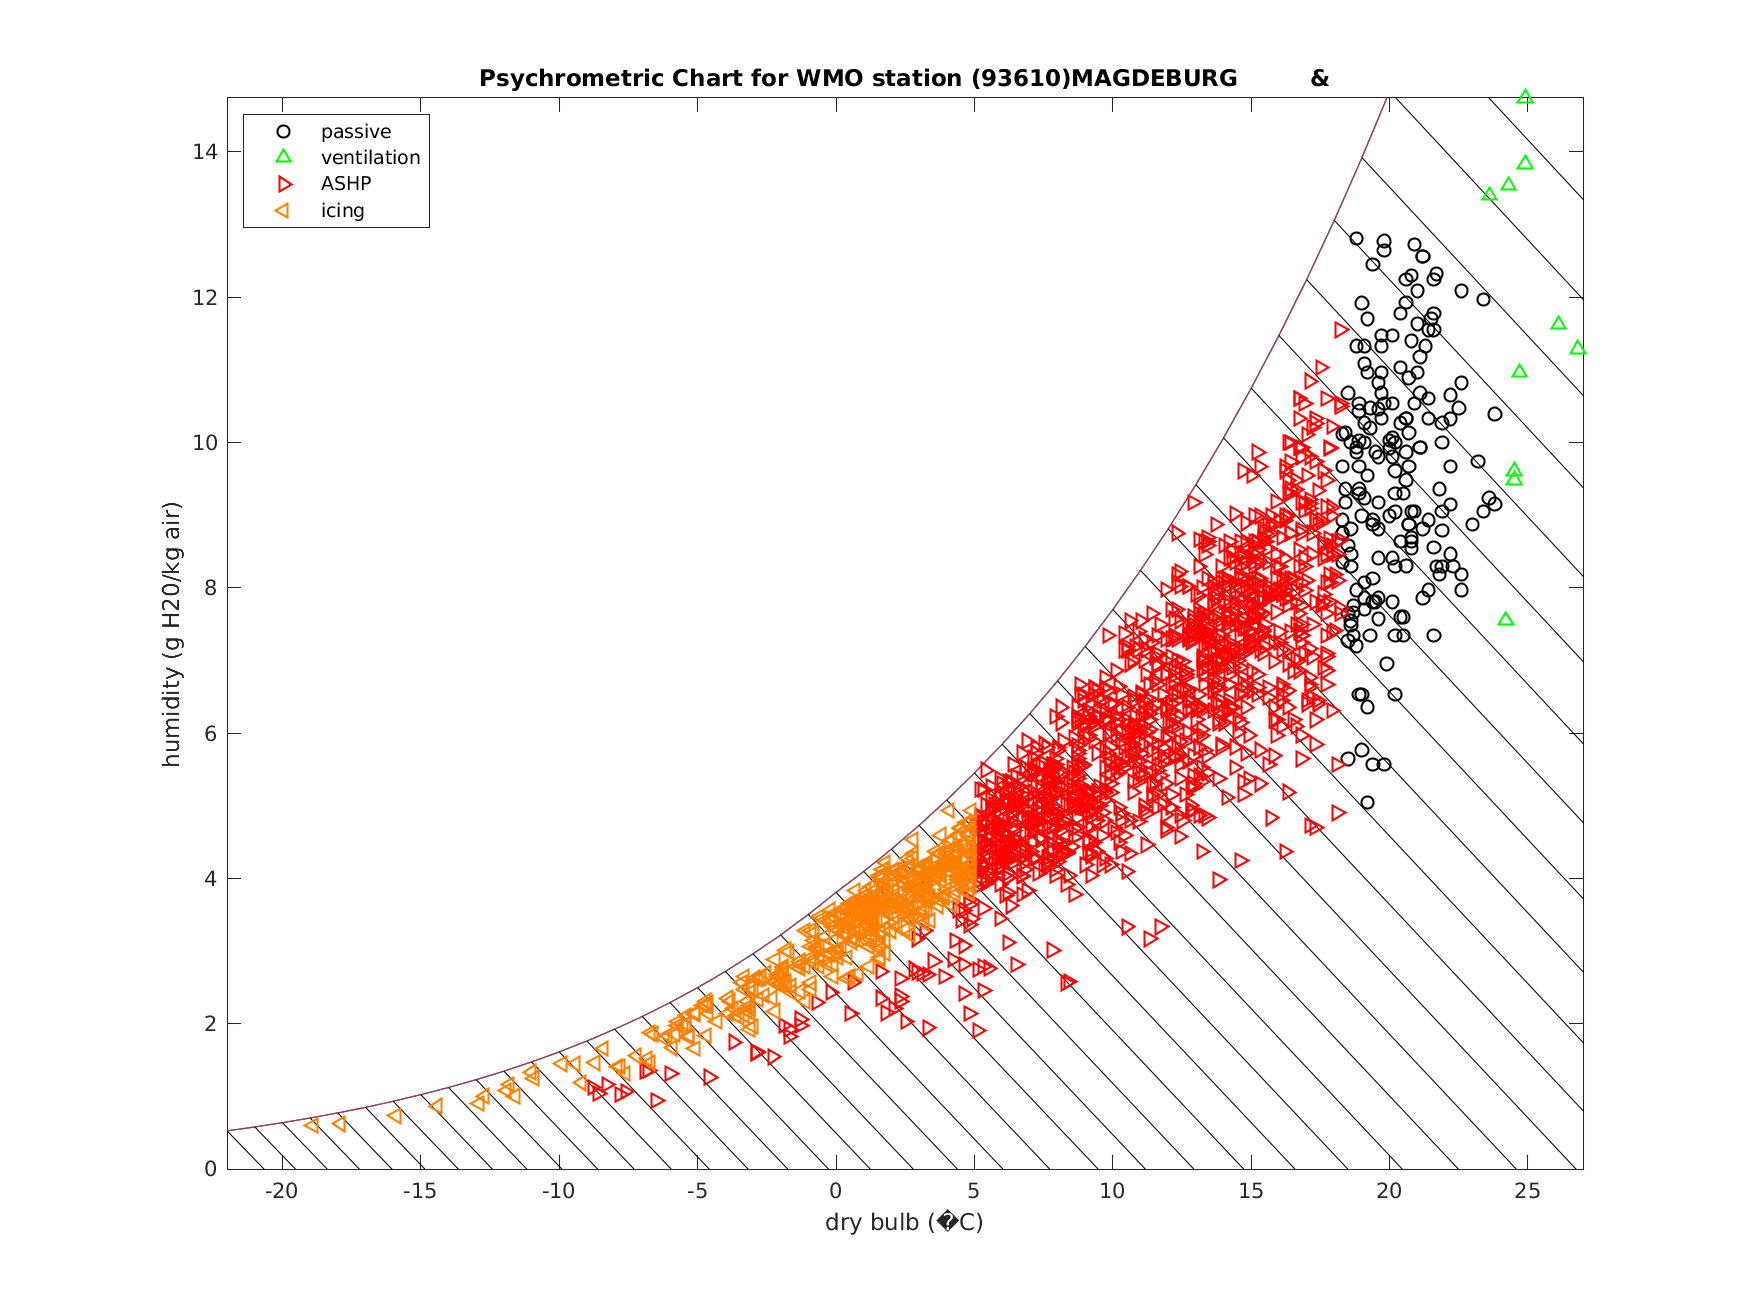 Psychrometric Chart for WMO station (93610)MAGDEBURG &
passive
ventilation
ASHP
icing
humidity (g H20/kg air)
14
12
10
8
6
4
2
0
-20 -15 -10 -5 0 5 10 15 20 25
dry bulb (�C)